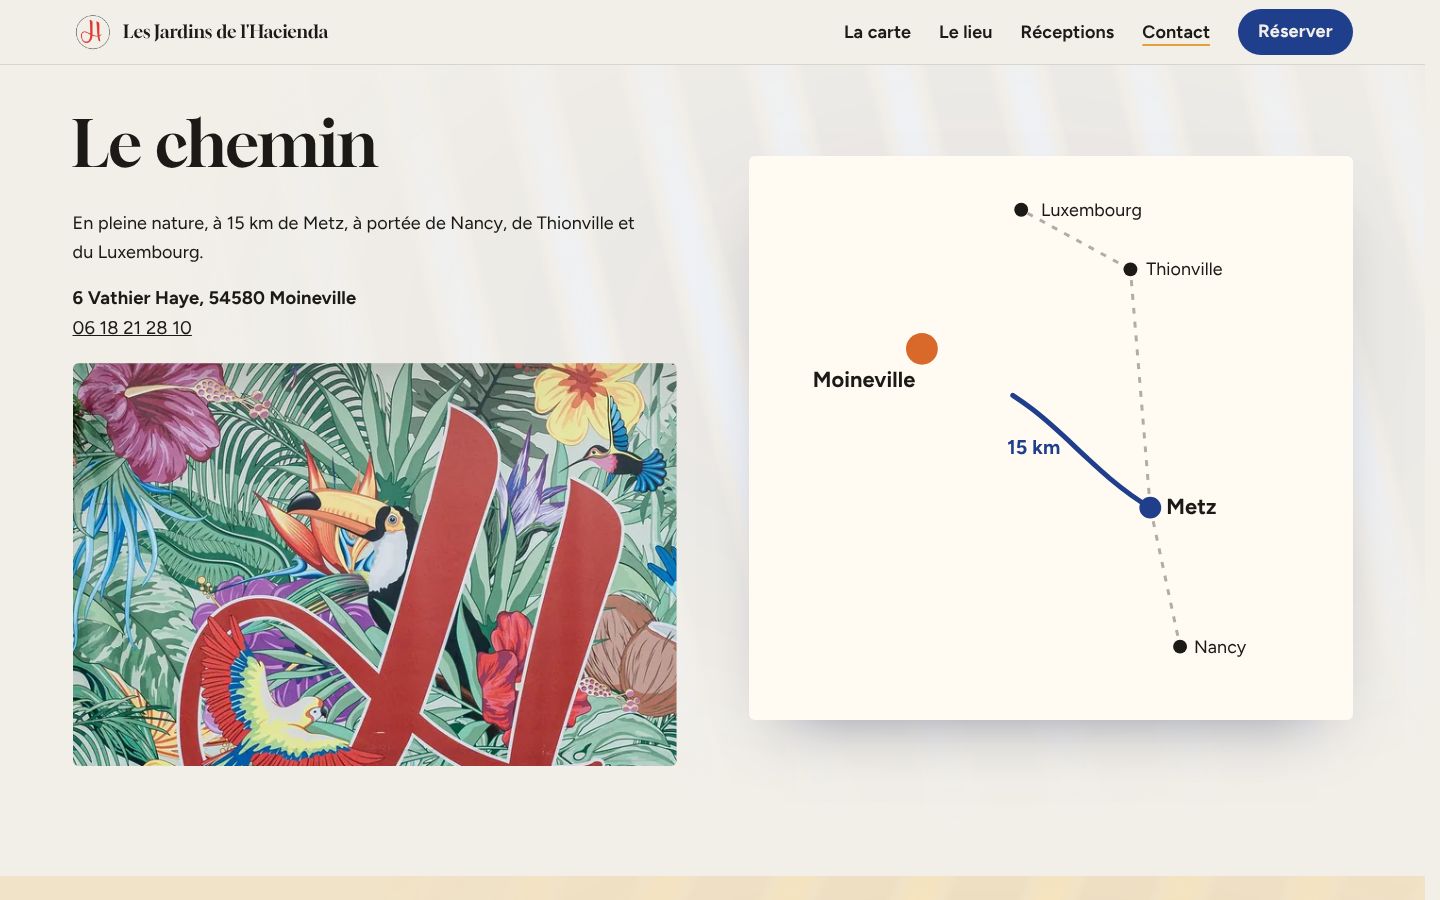 Les Jardins de l'Hacienda
La carte
Le lieu
Réceptions
Contact
Réserver
Le chemin
En pleine nature, à 15 km de Metz, à portée de Nancy, de Thionville et
du Luxembourg.
6 Vathier Haye, 54580 Moineville
06 18 21 28 10
Luxembourg
Thionville
Moineville
15 km
Metz
Nancy